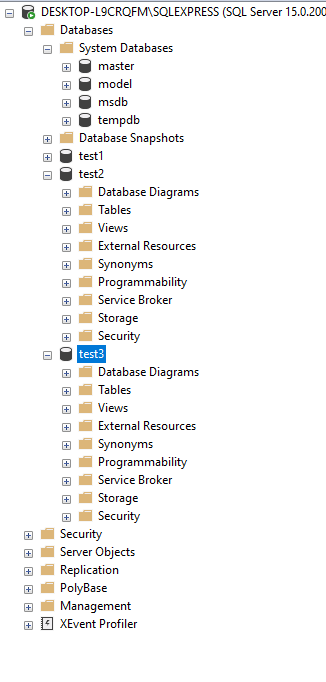 DESKTOP-L9CRQFM\SQLEXPRESS (SQL Server 15.0.200
Databases
System Databases
master
model
msdb
tempdb
Database Snapshots
test1
test2
Database Diagrams
Tables
Views
External Resources
Synonyms
Programmability
Service Broker
Storage
Security
test3
Database Diagrams
Tables
Views
External Resources
Synonyms
Programmability
Service Broker
Storage
Security
Security
Server Objects
Replication
PolyBase
Management
XEvent Profiler